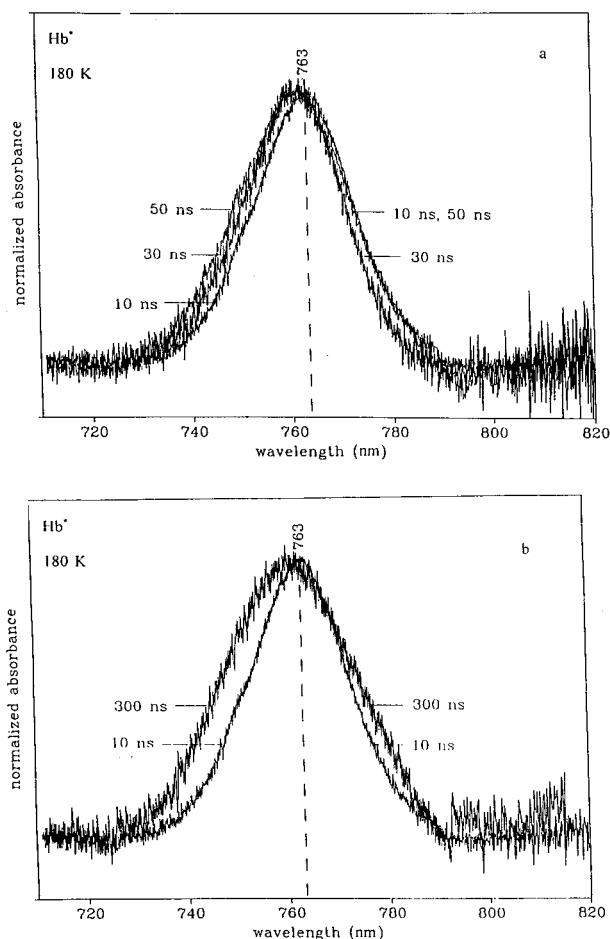 Hb*
180 K
763
a
50 ns
30 ns
10 ns
10 ns, 50 ns
30 ns
normalized absorbance
720 740 760 780 800 820
wavelength (nm)
Hb*
180 K
763
b
300 ns
10 ns
300 ns
10 ns
normalized absorbance
720 740 760 780 800 820
wavelength (nm)